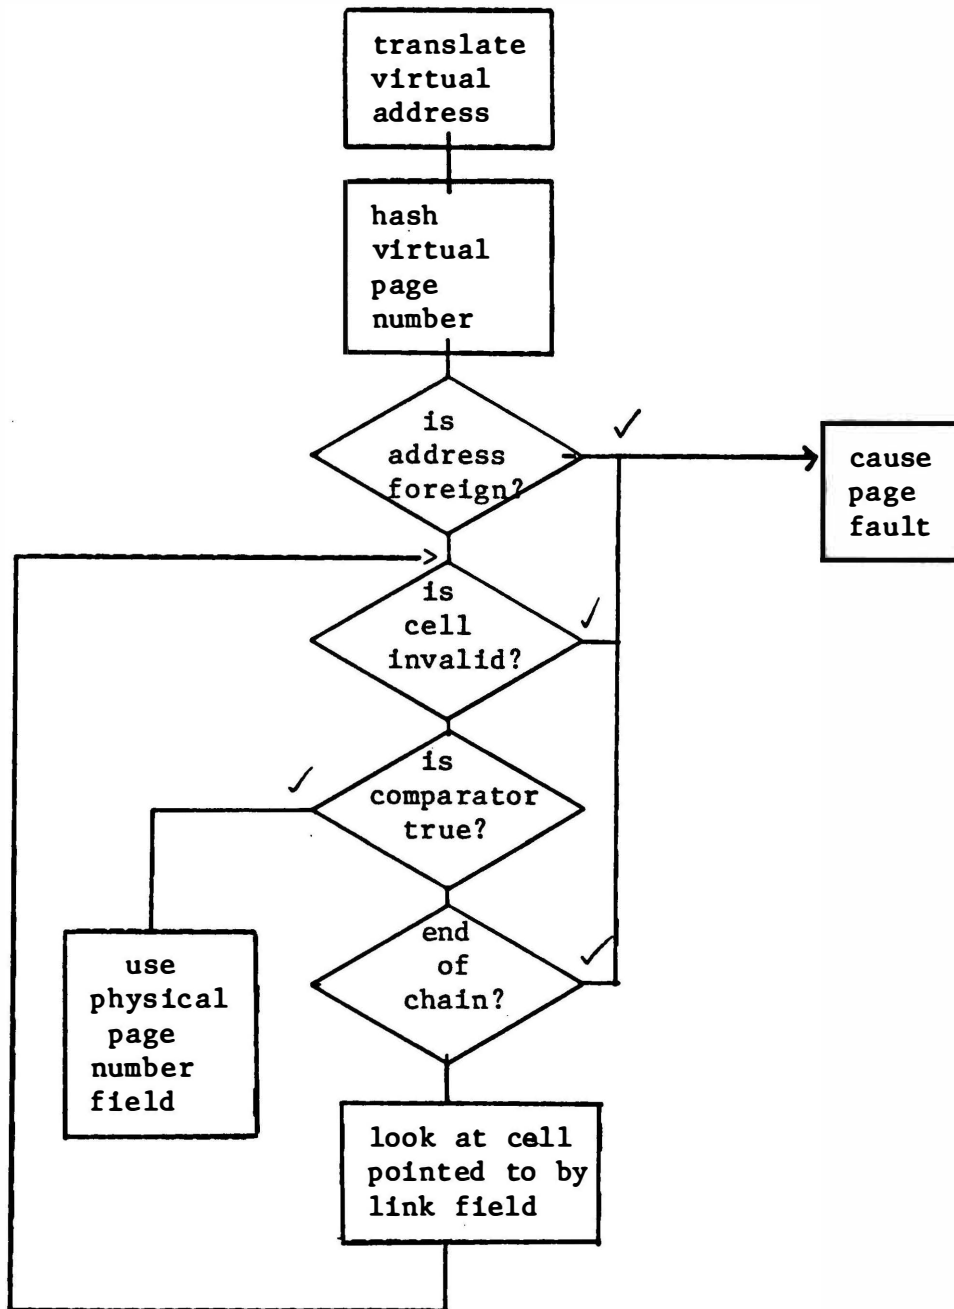 translate
virtual
address
hash
virtual
page
number
is
address
foreign?
cause
page
fault
is
cell
invalid?
is
comparator
true?
use
physical
page
number
field
end
of
chain?
look at cell
pointed to by
link field